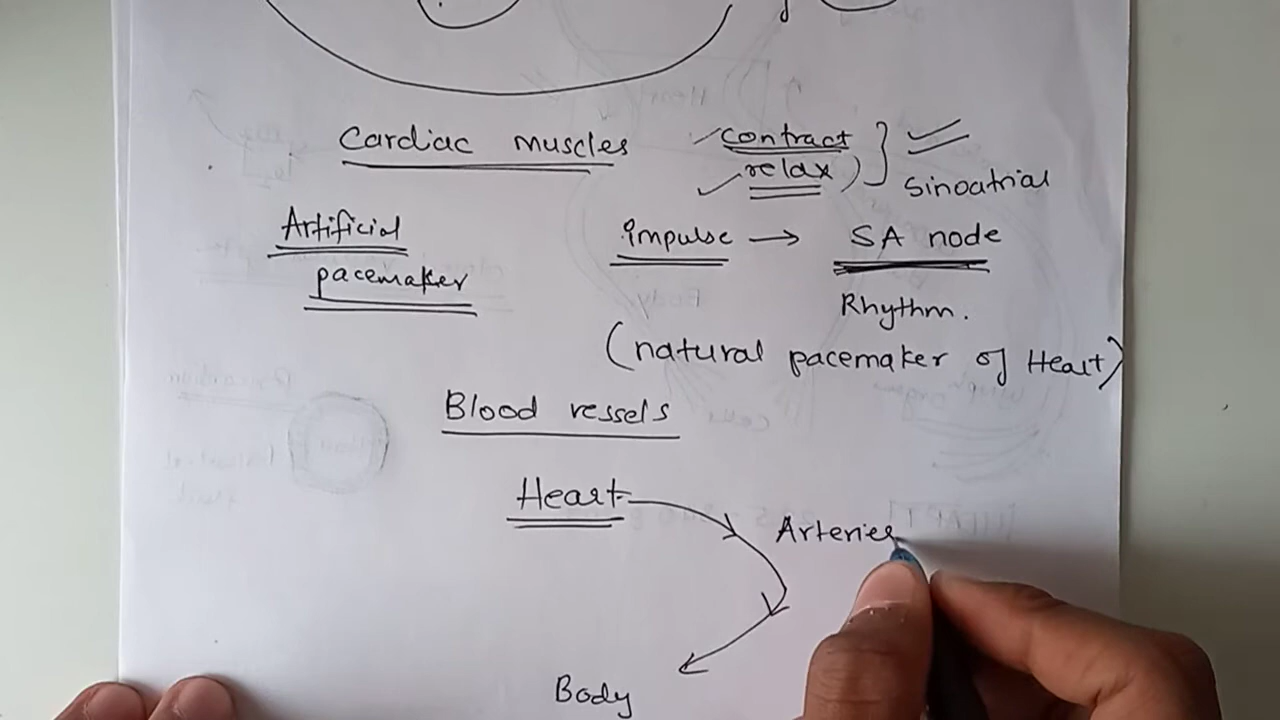 Cardiac muscles contract
relax
Sinoatrial
Artificial
pacemaker
impulse → SA node
Rhythm.
(natural pacemaker of Heart)
Blood vessels
Heart
Arteries
Body